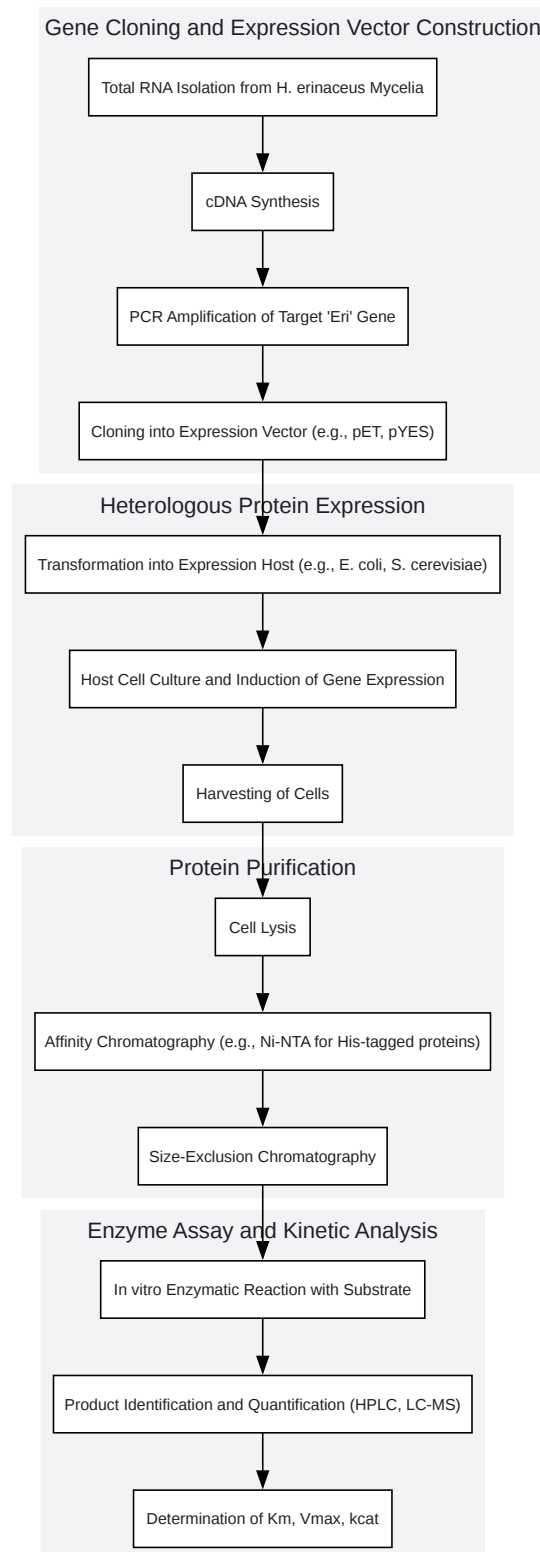 Gene Cloning and Expression Vector Construction
Total RNA Isolation from H. erinaceus Mycelia
cDNA Synthesis
PCR Amplification of Target 'Eri' Gene
Cloning into Expression Vector (e.g., pET, pYES)
Heterologous Protein Expression
Transformation into Expression Host (e.g., E. coli, S. cerevisiae)
Host Cell Culture and Induction of Gene Expression
Harvesting of Cells
Protein Purification
Cell Lysis
Affinity Chromatography (e.g., Ni-NTA for His-tagged proteins)
Size-Exclusion Chromatography
Enzyme Assay and Kinetic Analysis
In vitro Enzymatic Reaction with Substrate
Product Identification and Quantification (HPLC, LC-MS)
Determination of Km, Vmax, kcat